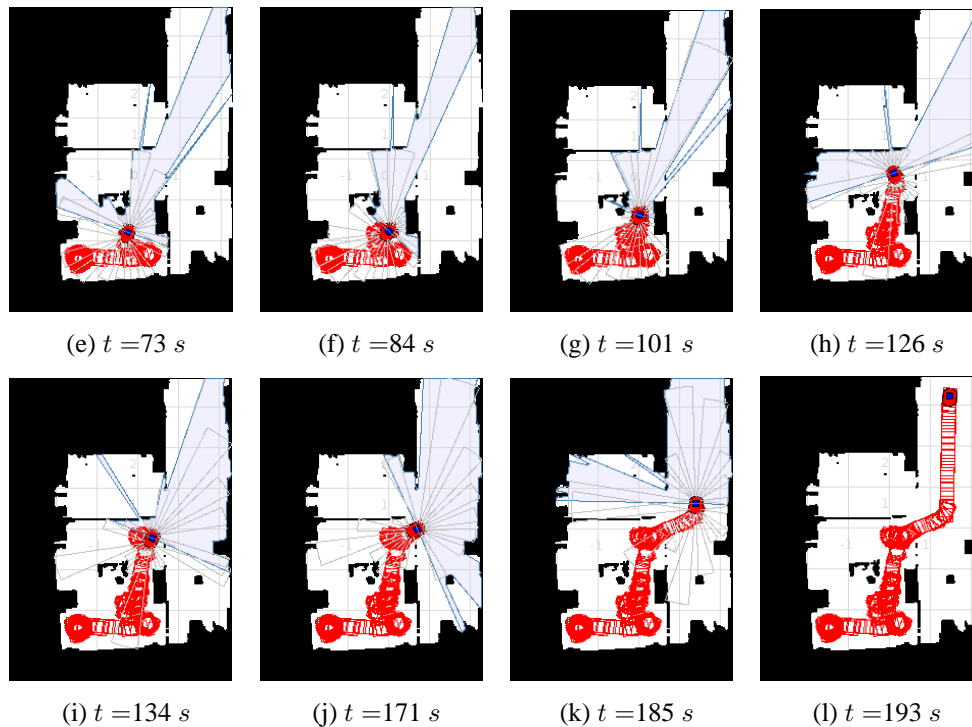 (e) t =73 s
(f) t =84 s
(g) t =101 s
(h) t =126 s
(i) t =134 s
(j) t =171 s
(k) t =185 s
(l) t =193 s